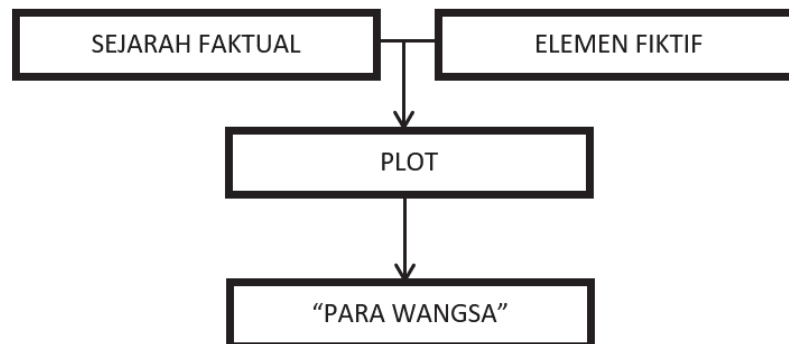 SEJARAH FAKTUAL
ELEMEN FIKTIF
PLOT
“PARA WANGSA”